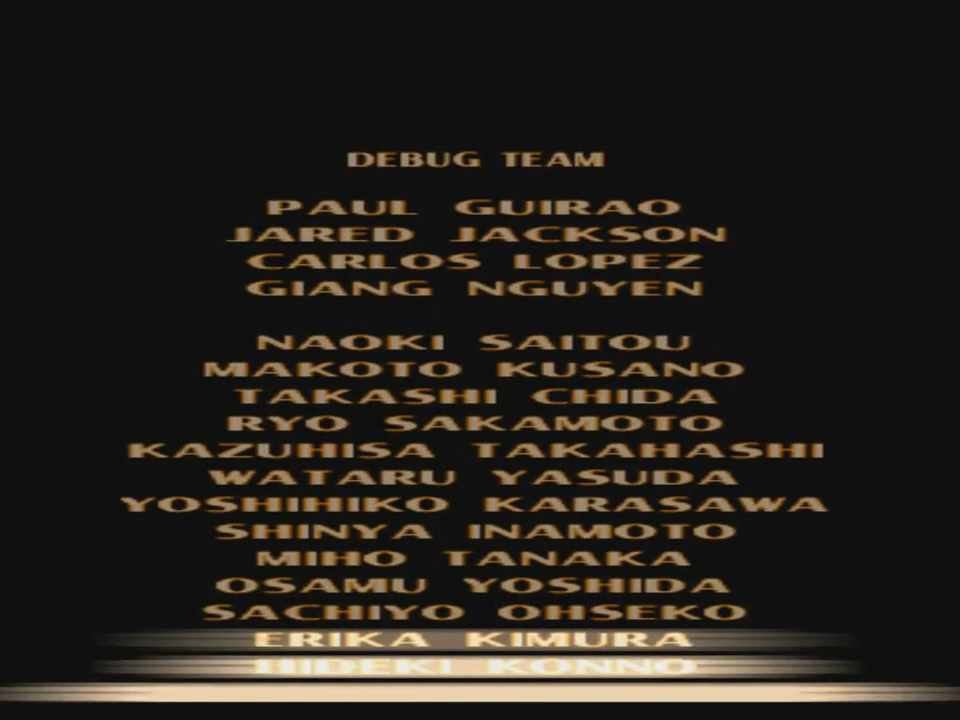 DEBUG TEAM
PAUL GUIRAO
JARED JACKSON
CARLOS LOPEZ
GIANG NGUYEN
NAOKI SAITOU
MAKOTO KUSANO
TAKASHI CHIDA
RYO SAKAMOTO
KAZUHISA TAKAHASHI
WATARU YASUDA
YOSHIHIKO KARASAWA
SHINYA INAMOTO
MIHO TANAKA
OSAMU YOSHIDA
SACHIYO OHSEKO
ERIKA KIMURA
HIDEKI KONNO